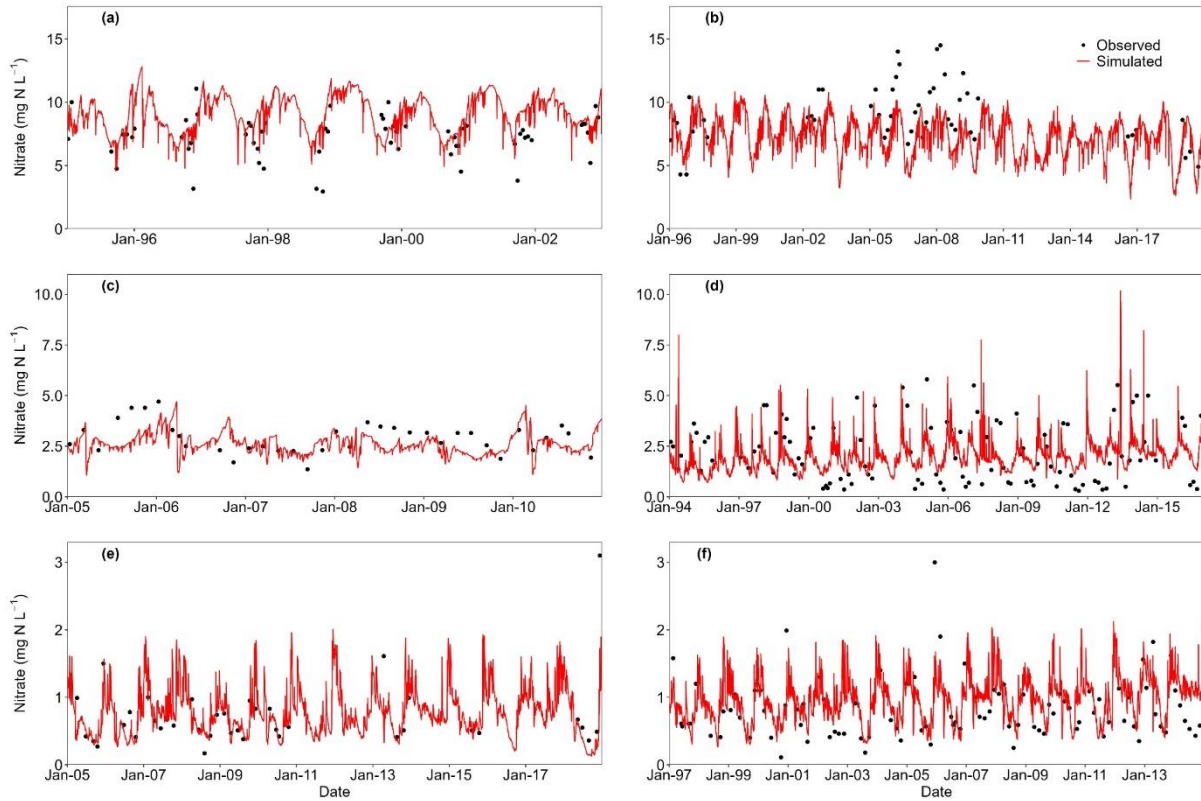 (a)
(b)
15
10
5
0
Nitrate (mg N L⁻¹)
Jan-96
Jan-98
Jan-00
Jan-02
15
10
5
0
Observed
Simulated
Jan-96
Jan-99
Jan-02
Jan-05
Jan-08
Jan-11
Jan-14
Jan-17
(c)
(d)
10.0
7.5
5.0
2.5
0.0
Nitrate (mg N L⁻¹)
Jan-05
Jan-06
Jan-07
Jan-08
Jan-09
Jan-10
10.0
7.5
5.0
2.5
0.0
Jan-94
Jan-97
Jan-00
Jan-03
Jan-06
Jan-09
Jan-12
Jan-15
(e)
(f)
3
2
1
0
Nitrate (mg N L⁻¹)
Jan-05
Jan-07
Jan-09
Jan-11
Jan-13
Jan-15
Jan-17
Date
3
2
1
0
Jan-97
Jan-99
Jan-01
Jan-03
Jan-05
Jan-07
Jan-09
Jan-11
Jan-13
Date